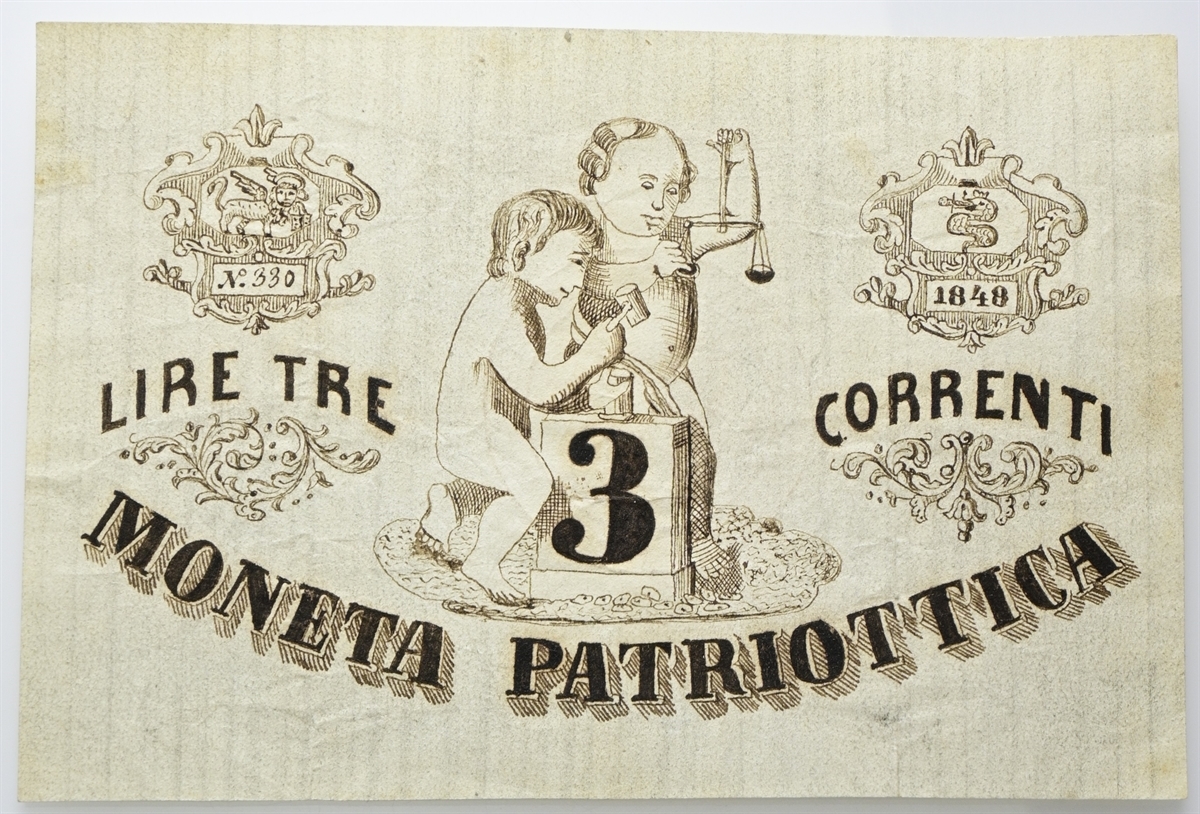 N. 330
1848
LIRE TRE
CORRENTI
3
MONETA PATRIOTTICA